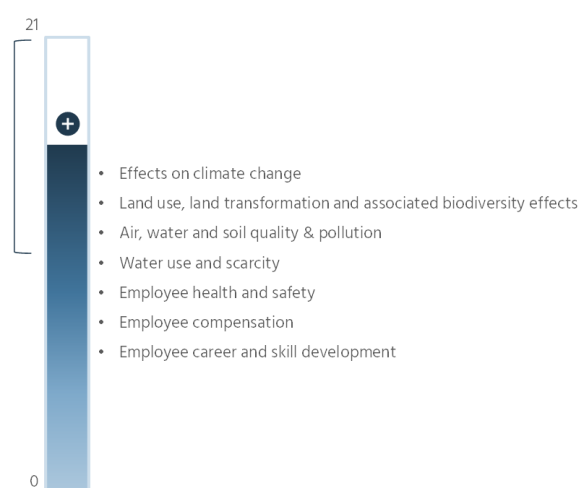 21
+
• Effects on climate change
• Land use, land transformation and associated biodiversity effects
• Air, water and soil quality & pollution
• Water use and scarcity
• Employee health and safety
• Employee compensation
• Employee career and skill development
0